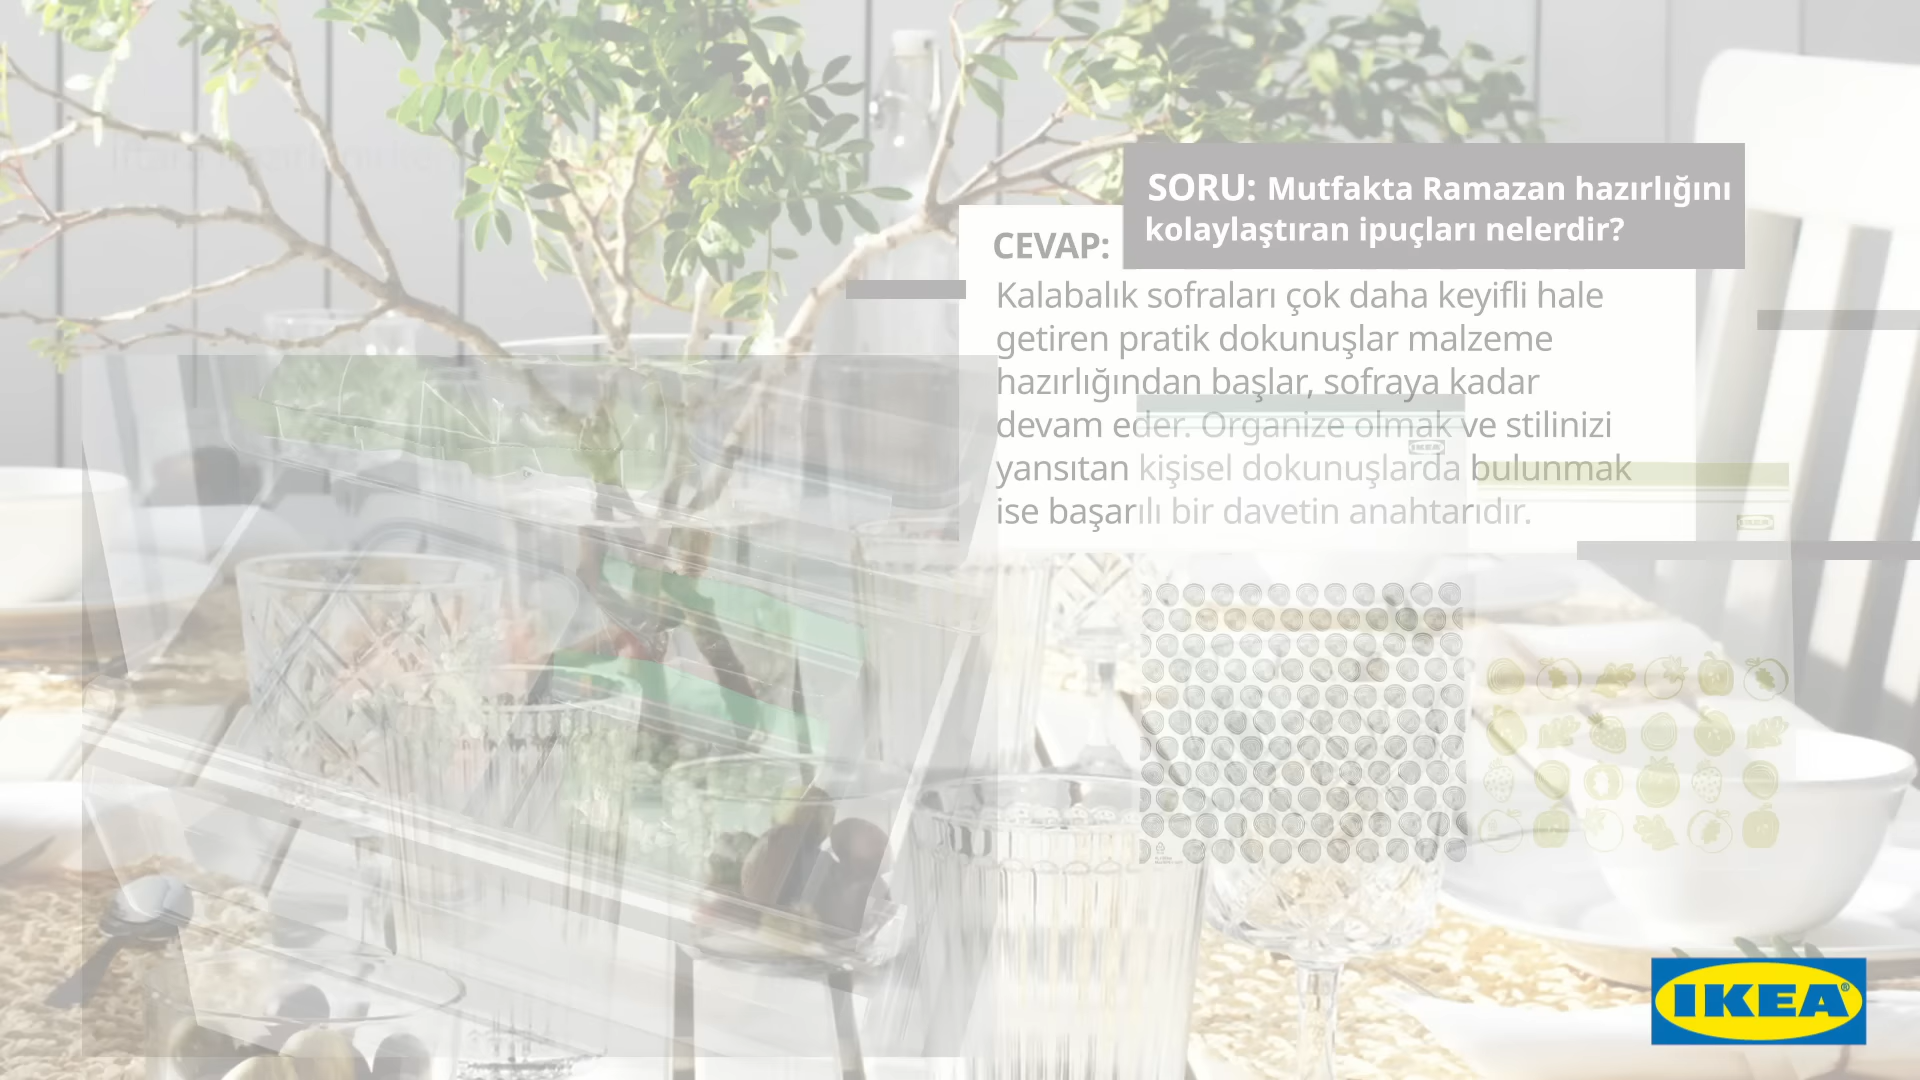 SORU: Mutfakta Ramazan hazırlığını
kolaylaştıran ipuçları nelerdir?
CEVAP:
Kalabalık sofraları çok daha keyifli hale
getiren pratik dokunuşlar malzeme
hazırlığından başlar, sofraya kadar
devam eder. Organize olmak ve stilinizi
yansıtan kişisel dokunuşlarda bulunmak
ise başarılı bir davetin anahtarıdır.
IKEA
IKEA